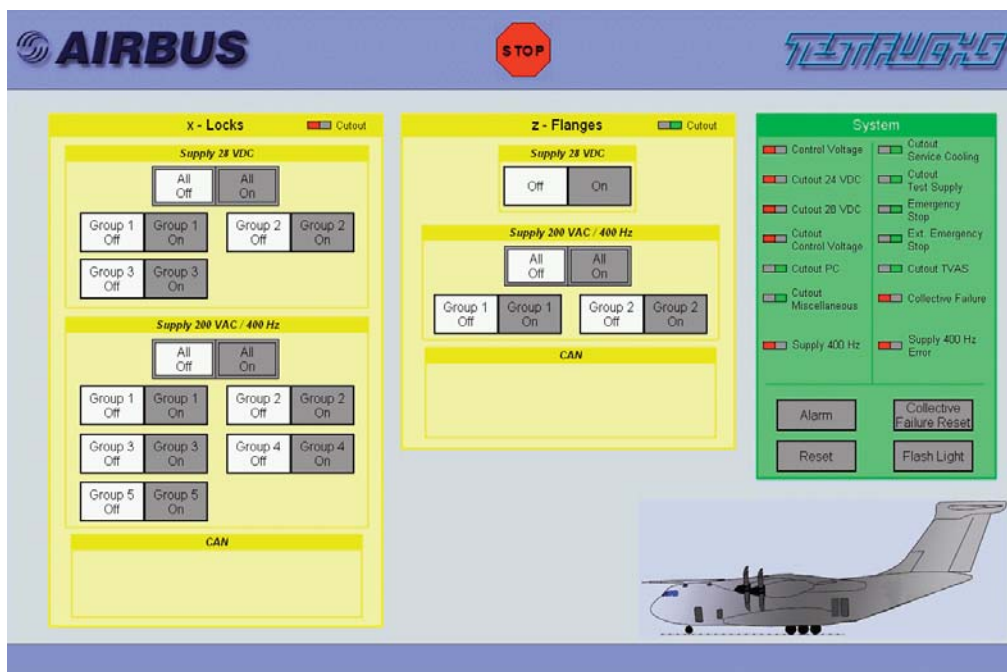 AIRBUS
STOP
TESTRUCKS
x - Locks
Cutout
Supply 28 VDC
All
Off
All
On
Group 1
Off
Group 1
On
Group 2
Off
Group 2
On
Group 3
Off
Group 3
On
Supply 200 VAC / 400 Hz
All
Off
All
On
Group 1
Off
Group 1
On
Group 2
Off
Group 2
On
Group 3
Off
Group 3
On
Group 4
Off
Group 4
On
Group 5
Off
Group 5
On
CAN
z - Flanges
Cutout
Supply 28 VDC
Off
On
Supply 200 VAC / 400 Hz
All
Off
All
On
Group 1
Off
Group 1
On
Group 2
Off
Group 2
On
CAN
System
Control Voltage
Cutout
Service Cooling
Cutout 24 VDC
Cutout
Test Supply
Cutout 28 VDC
Emergency
Stop
Cutout
Control Voltage
Ext. Emergency
Stop
Cutout PC
Cutout TVAS
Cutout
Miscellaneous
Collective Failure
Supply 400 Hz
Supply 400 Hz
Error
Alarm
Collective
Failure Reset
Reset
Flash Light